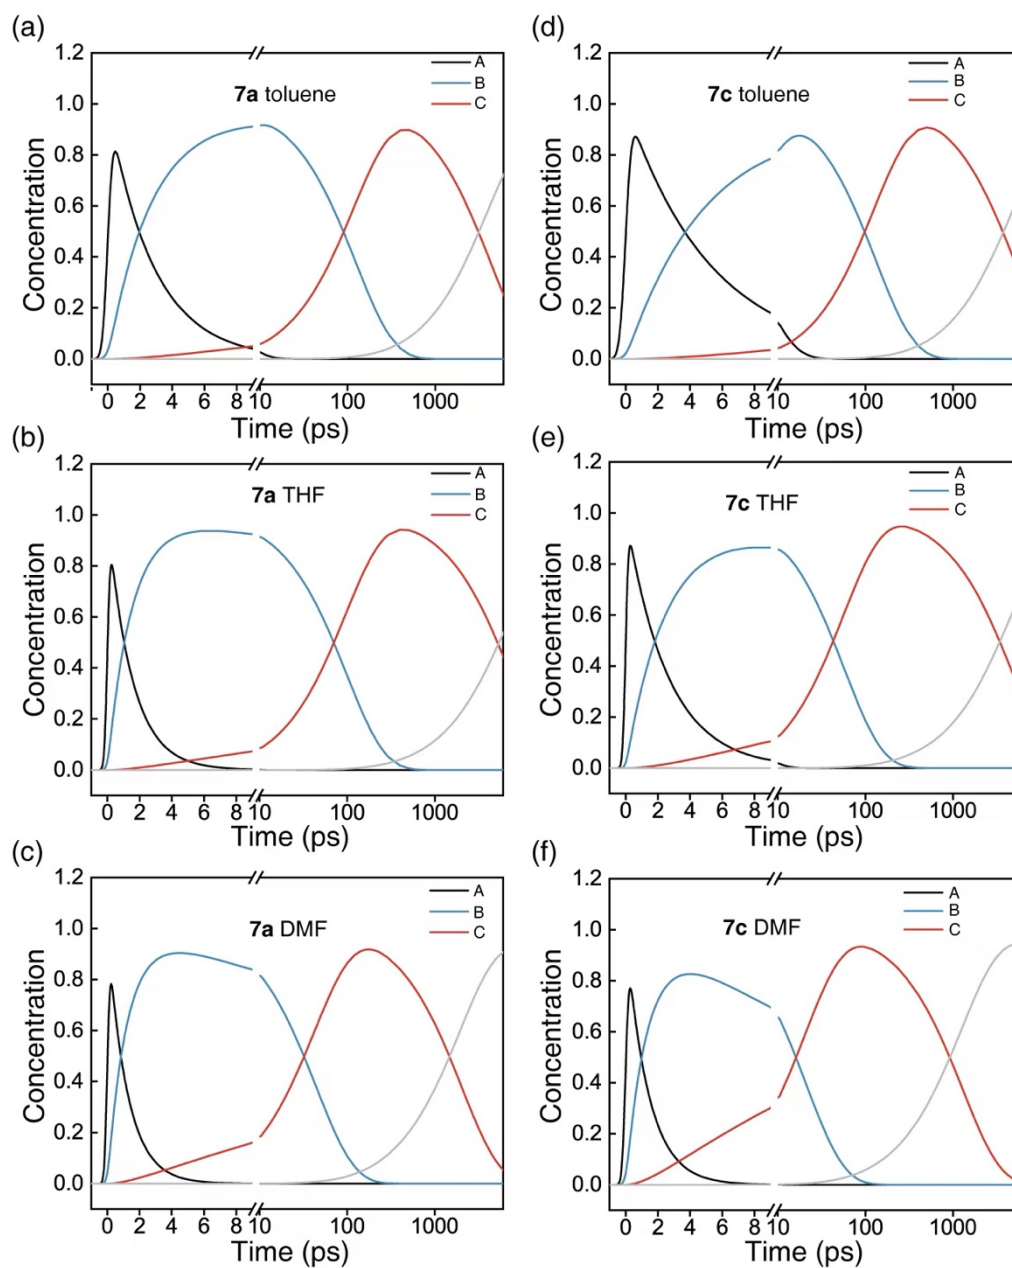 (a)
1.2
1.0
0.8
0.6
0.4
0.2
0.0
Concentration
7a toluene
A
B
C
0 2 4 6 8 10 100 1000
Time (ps)
(d)
1.2
1.0
0.8
0.6
0.4
0.2
0.0
Concentration
7c toluene
A
B
C
0 2 4 6 8 10 100 1000
Time (ps)
(b)
1.2
1.0
0.8
0.6
0.4
0.2
0.0
Concentration
7a THF
A
B
C
0 2 4 6 8 10 100 1000
Time (ps)
(e)
1.2
1.0
0.8
0.6
0.4
0.2
0.0
Concentration
7c THF
A
B
C
0 2 4 6 8 10 100 1000
Time (ps)
(c)
1.2
1.0
0.8
0.6
0.4
0.2
0.0
Concentration
7a DMF
A
B
C
0 2 4 6 8 10 100 1000
Time (ps)
(f)
1.2
1.0
0.8
0.6
0.4
0.2
0.0
Concentration
7c DMF
A
B
C
0 2 4 6 8 10 100 1000
Time (ps)